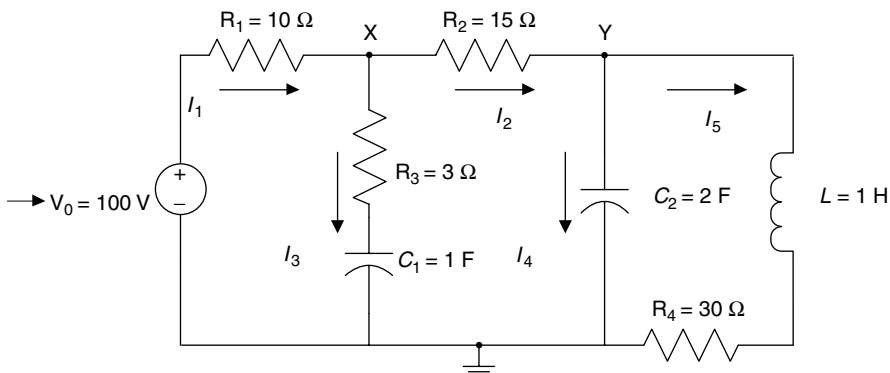 R1 = 10 Ω
X
R2 = 15 Ω
Y
I1
I2
I5
+
−
V0 = 100 V
R3 = 3 Ω
C2 = 2 F
L = 1 H
I3
C1 = 1 F
I4
R4 = 30 Ω